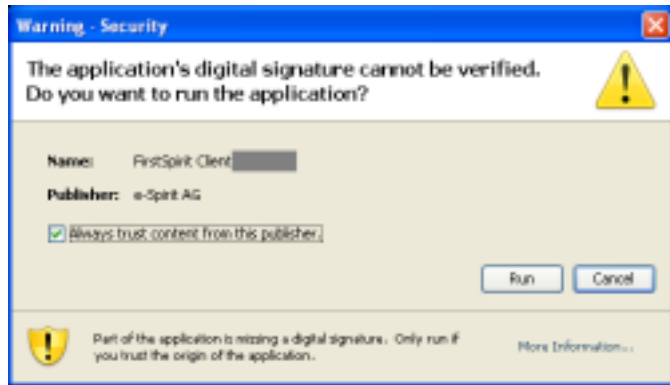 Warning - Security
The application's digital signature cannot be verified.
Do you want to run the application?
Name: FirstSpirit Client
Publisher: e-Spirit AG
Always trust content from this publisher.
Run Cancel
Part of the application is missing a digital signature. Only run if
you trust the origin of the application.
More Information...